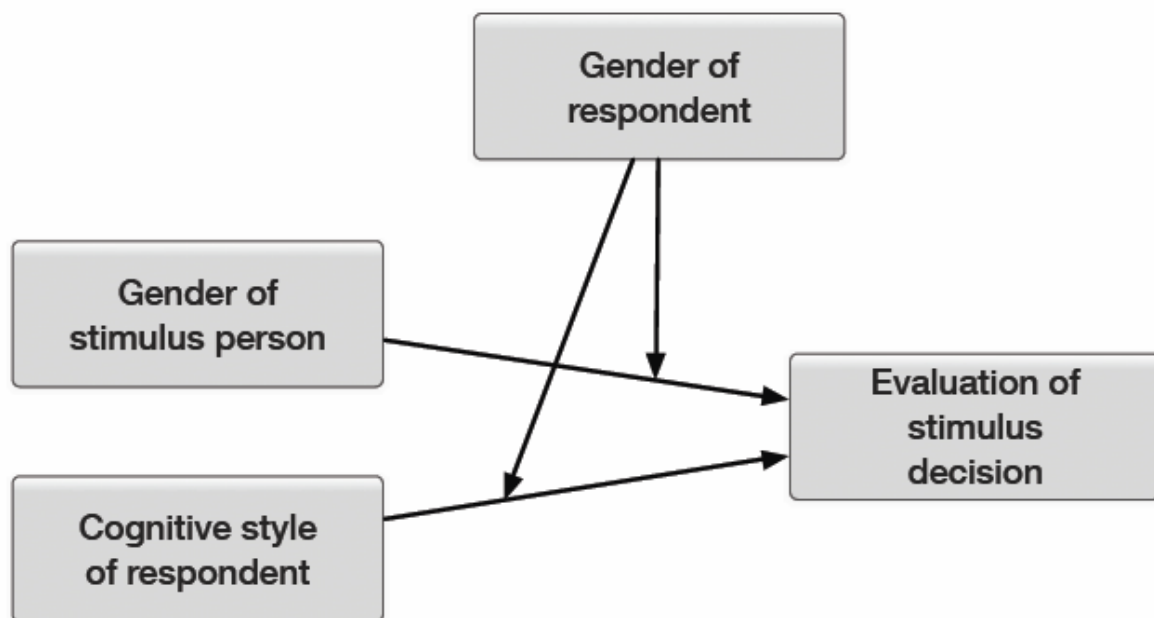 Gender of
respondent
Gender of
stimulus person
Evaluation of
stimulus
decision
Cognitive style
of respondent